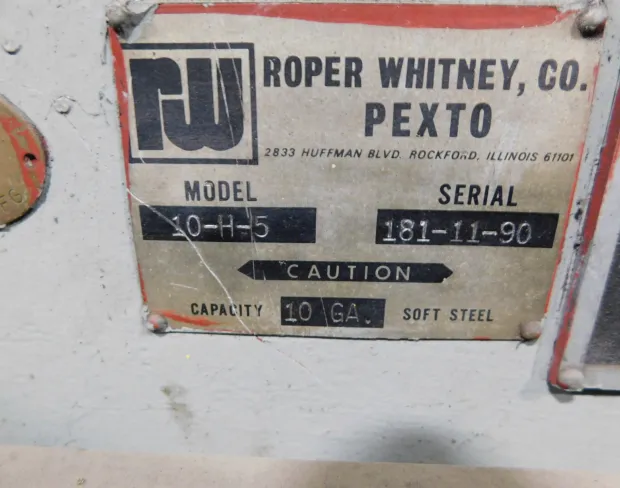 rw
ROPER WHITNEY, CO.
PEXTO
2833 HUFFMAN BLVD. ROCKFORD, ILLINOIS 61101
MODEL SERIAL
10-H-5 181-11-90
CAUTION
CAPACITY 10 GA. SOFT STEEL